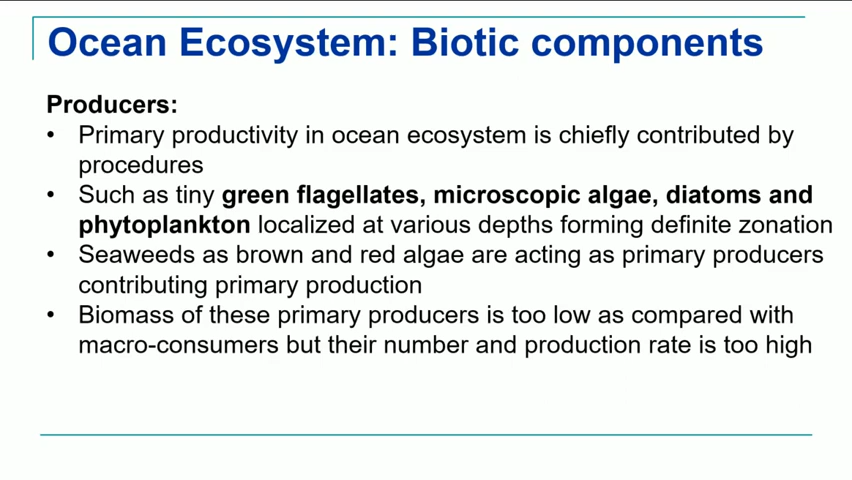 Ocean Ecosystem: Biotic components
Producers:
• Primary productivity in ocean ecosystem is chiefly contributed by
procedures
• Such as tiny green flagellates, microscopic algae, diatoms and
phytoplankton localized at various depths forming definite zonation
• Seaweeds as brown and red algae are acting as primary producers
contributing primary production
• Biomass of these primary producers is too low as compared with
macro-consumers but their number and production rate is too high